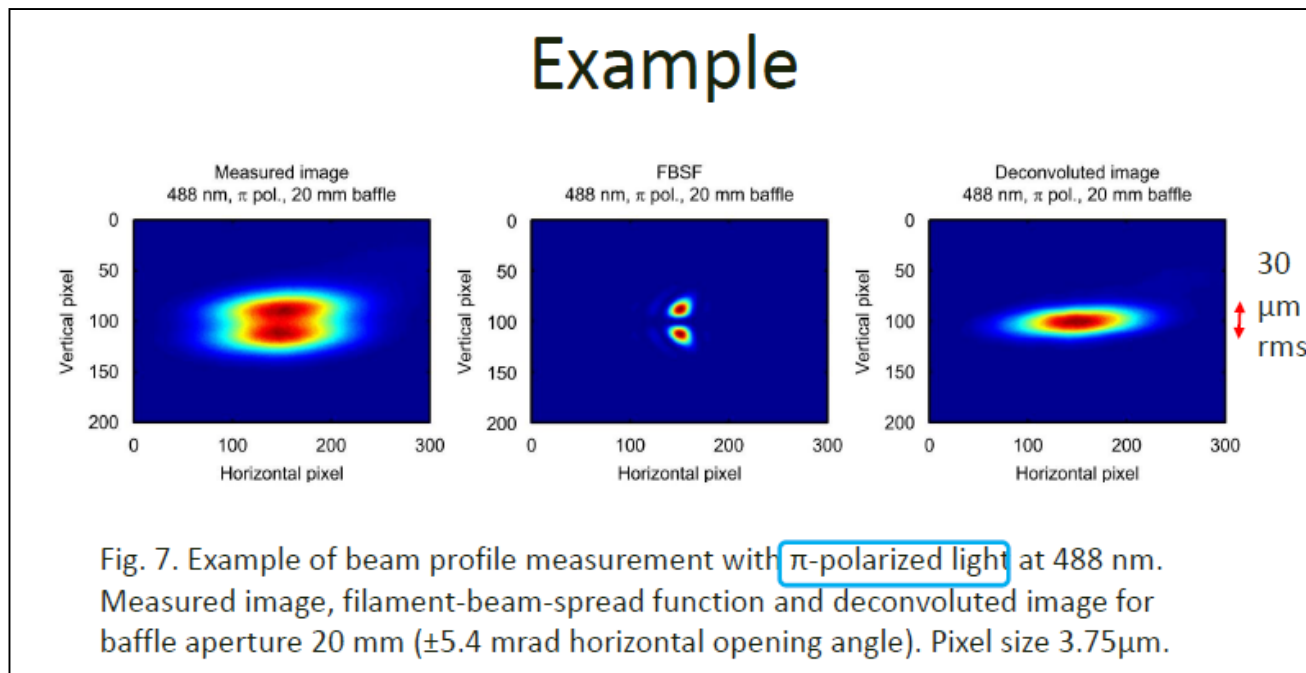 Example
Measured image
488 nm, π pol., 20 mm baffle
0
50
100
150
200
Vertical pixel
0 100 200 300
Horizontal pixel
FBSF
488 nm, π pol., 20 mm baffle
0
50
100
150
200
Vertical pixel
0 100 200 300
Horizontal pixel
Deconvoluted image
488 nm, π pol., 20 mm baffle
0
50
100
150
200
Vertical pixel
0 100 200 300
Horizontal pixel
30
μm
rms
Fig. 7. Example of beam profile measurement with π-polarized light at 488 nm.
Measured image, filament-beam-spread function and deconvoluted image for
baffle aperture 20 mm (±5.4 mrad horizontal opening angle). Pixel size 3.75μm.